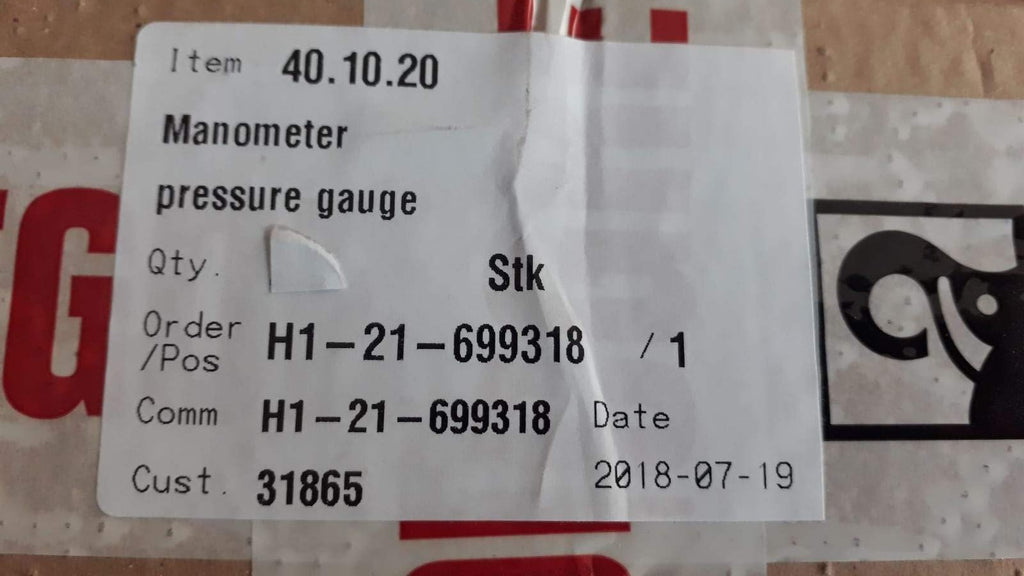 Item 40.10.20
Manometer
pressure gauge
Qty. Stk
Order
/Pos H1-21-699318 / 1
Comm H1-21-699318 Date
Cust. 31865 2018-07-19